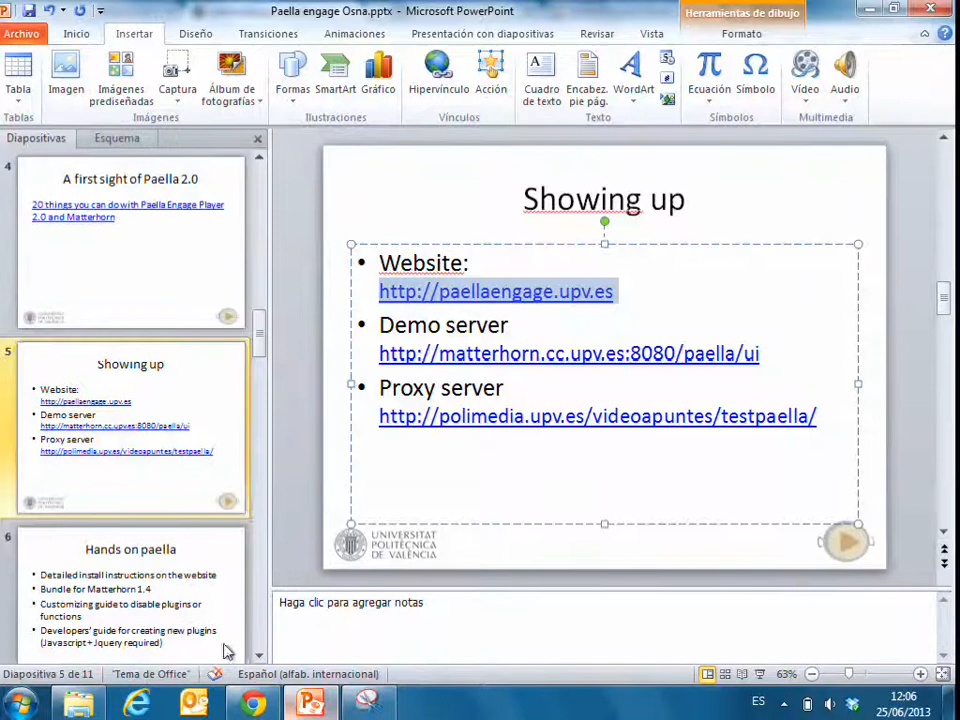 Paella engage Osna.pptx - Microsoft PowerPoint
Herramientas de dibujo
Archivo Inicio Insertar Diseño Transiciones Animaciones Presentación con diapositivas Revisar Vista Formato
Tabla Imagen Imágenes prediseñadas Captura Álbum de fotografías Formas SmartArt Gráfico Hipervínculo Acción Cuadro de texto Encabez. pie pág. WordArt Ecuación Símbolo Vídeo Audio
Tablas Imágenes Ilustraciones Vínculos Texto Símbolos Multimedia
Diapositivas Esquema
4
A first sight of Paella 2.0
20 things you can do with Paella Engage Player
2.0 and Matterhorn
5
Showing up
• Website:
http://paellaengage.upv.es
• Demo server
http://matterhorn.cc.upv.es:8080/paella/ui
• Proxy server
http://polimedia.upv.es/videoapuntes/testpaella/
6
Hands on paella
• Detailed install instructions on the website
• Bundle for Matterhorn 1.4
• Customizing guide to disable plugins or
functions
• Developers' guide for creating new plugins
(Javascript + Jquery required)
Showing up
• Website:
http://paellaengage.upv.es
• Demo server
http://matterhorn.cc.upv.es:8080/paella/ui
• Proxy server
http://polimedia.upv.es/videoapuntes/testpaella/
UNIVERSITAT
POLITÈCNICA
DE VALÈNCIA
Haga clic para agregar notas
Diapositiva 5 de 11 "Tema de Office" Español (alfab. internacional) 63%
ES
12:06
25/06/2013